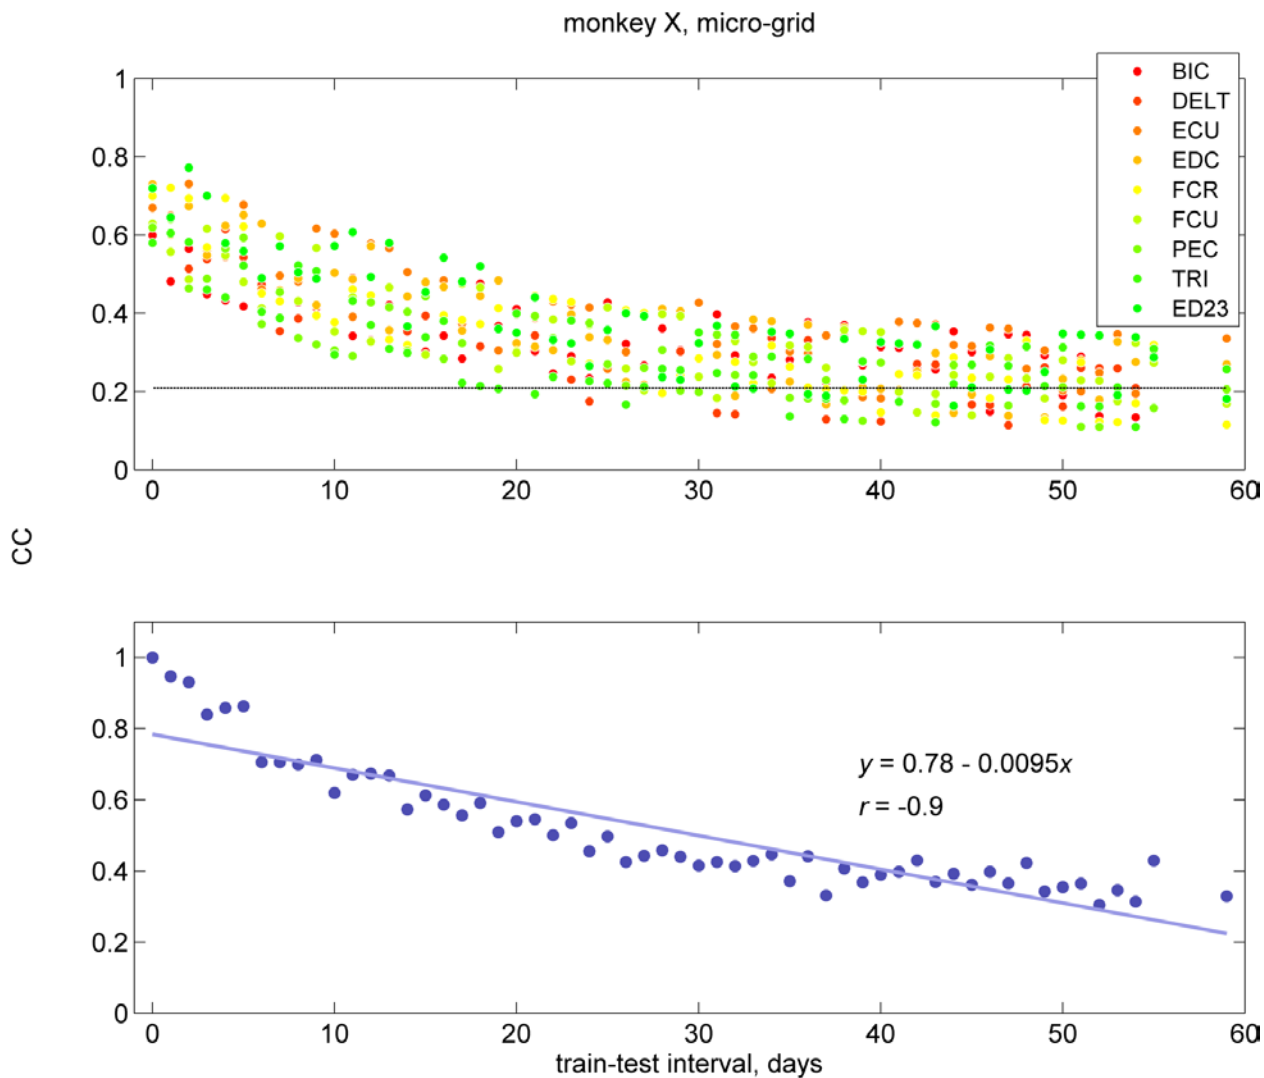 monkey X, micro-grid
1
0.8
0.6
0.4
0.2
0
BIC
DELT
ECU
EDC
FCR
FCU
PEC
TRI
ED23
0 10 20 30 40 50 60
CC
1
0.8
0.6
0.4
0.2
0
y = 0.78 - 0.0095x
r = -0.9
0 10 20 30 40 50 60
train-test interval, days